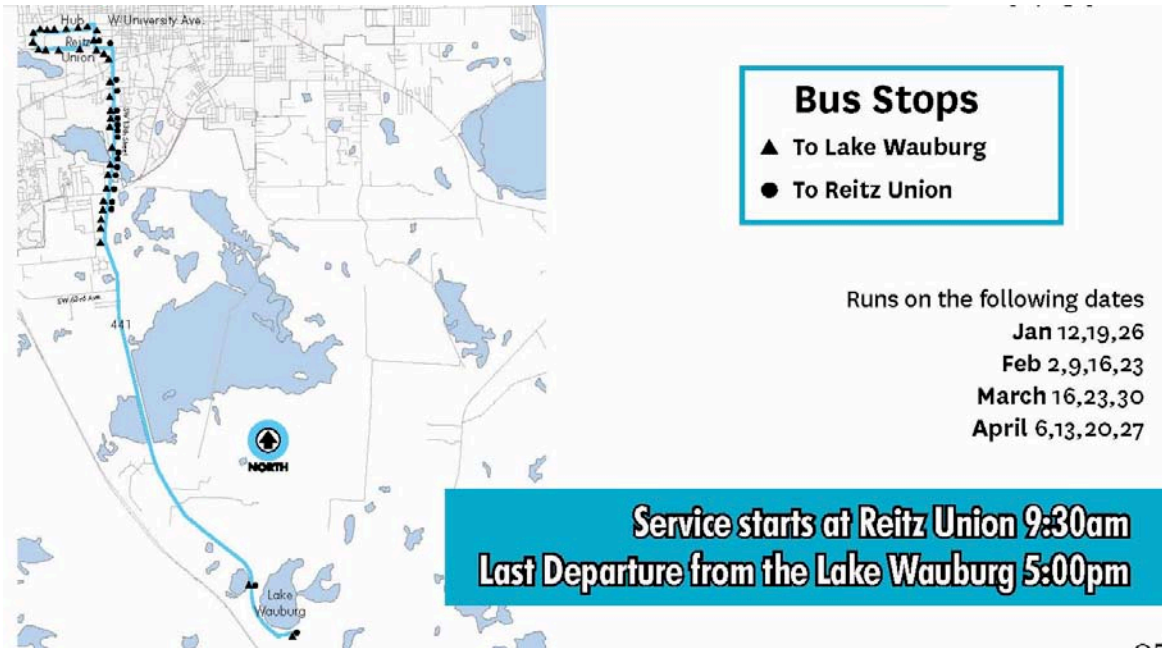 Hub
W University Ave.
Reitz
Union
SW 13th Street
SW 63rd Ave
441
NORTH
Lake
Wauburg
Bus Stops
To Lake Wauburg
To Reitz Union
Runs on the following dates
Jan 12,19,26
Feb 2,9,16,23
March 16,23,30
April 6,13,20,27
Service starts at Reitz Union 9:30am
Last Departure from the Lake Wauburg 5:00pm